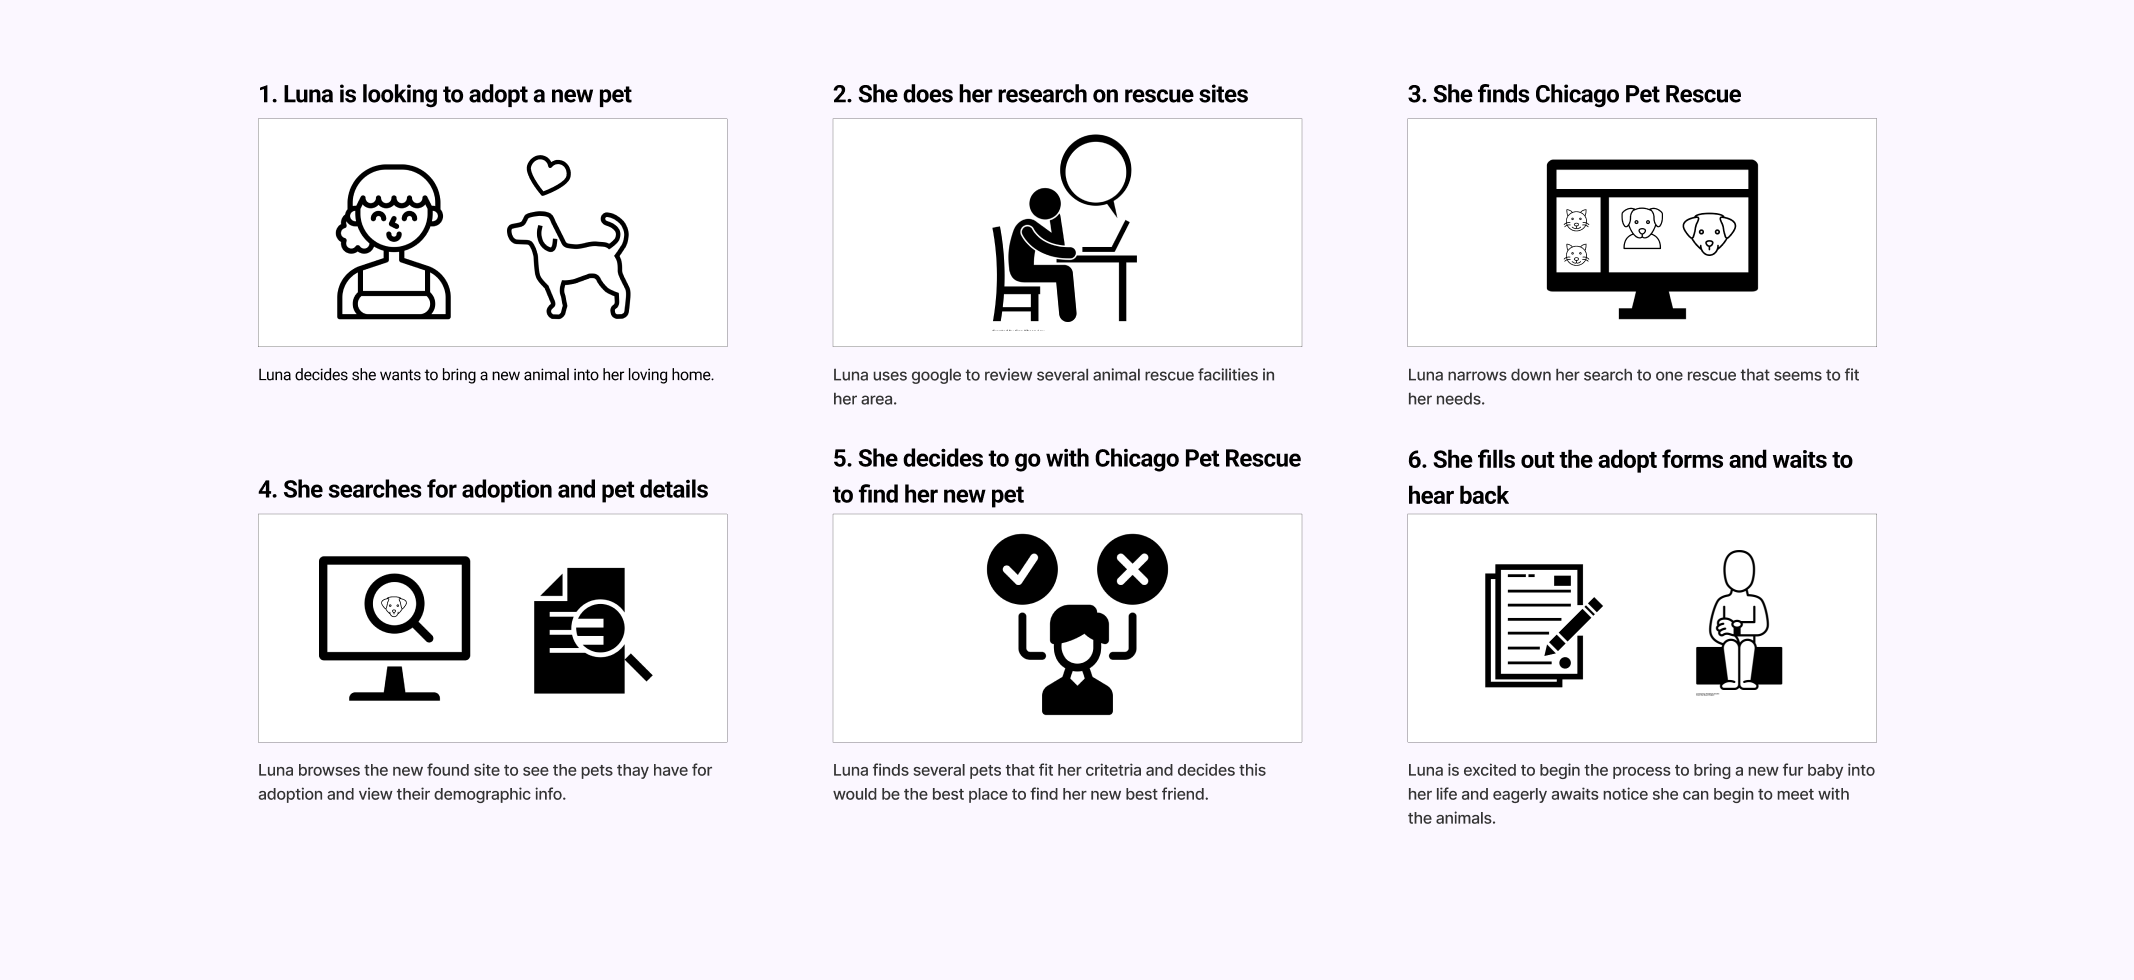 1. Luna is looking to adopt a new pet
Luna decides she wants to bring a new animal into her loving home.
2. She does her research on rescue sites
Luna uses google to review several animal rescue facilities in
her area.
3. She finds Chicago Pet Rescue
Luna narrows down her search to one rescue that seems to fit
her needs.
4. She searches for adoption and pet details
Luna browses the new found site to see the pets thay have for
adoption and view their demographic info.
5. She decides to go with Chicago Pet Rescue
to find her new pet
Luna finds several pets that fit her critetria and decides this
would be the best place to find her new best friend.
6. She fills out the adopt forms and waits to
hear back
Luna is excited to begin the process to bring a new fur baby into
her life and eagerly awaits notice she can begin to meet with
the animals.